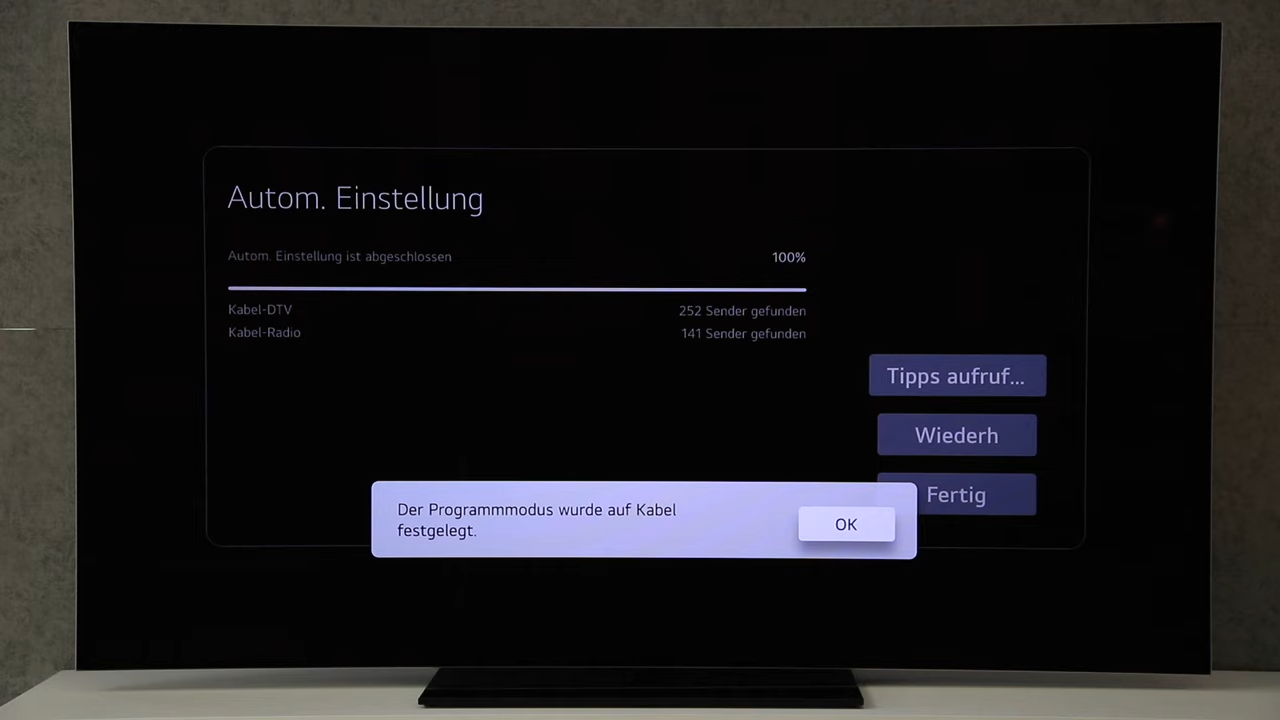 Autom. Einstellung
Autom. Einstellung ist abgeschlossen 100%
Kabel-DTV 252 Sender gefunden
Kabel-Radio 141 Sender gefunden
Tipps aufruf...
Wiederh
Fertig
Der Programmmodus wurde auf Kabel
festgelegt.
OK